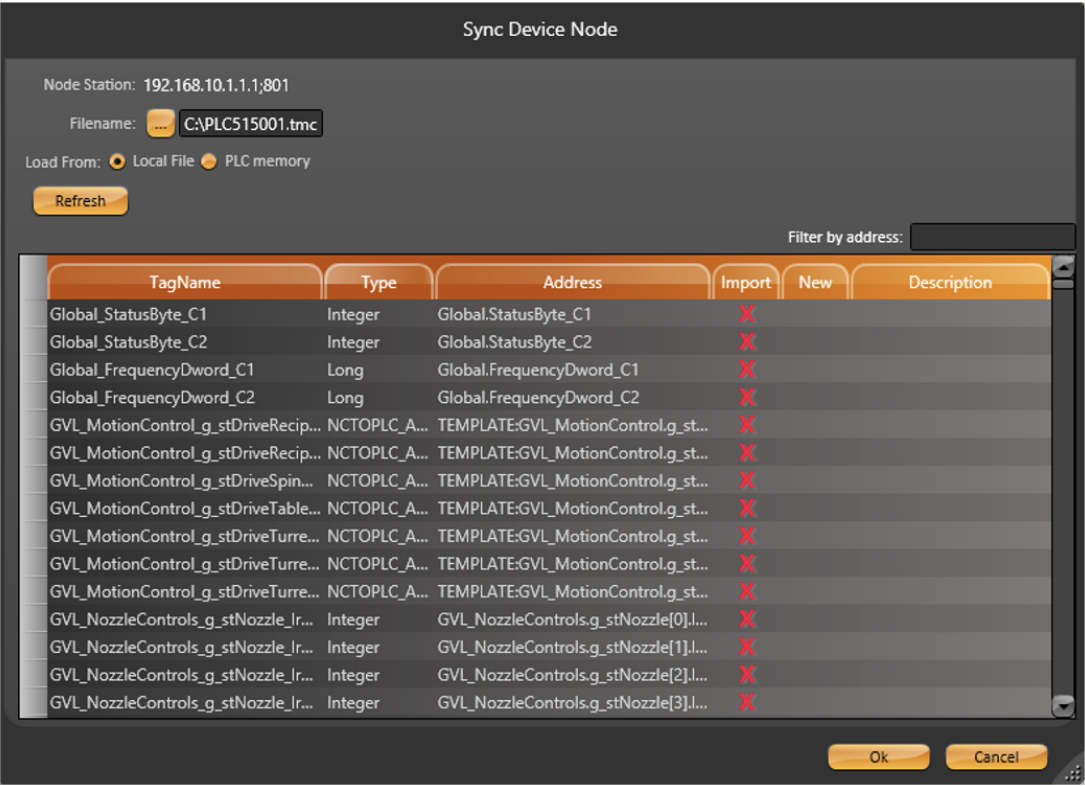 Sync Device Node
Node Station: 192.168.10.1.1.1;801
Filename: ... C:\PLC515001.tmc
Load From: Local File PLC memory
Refresh
Filter by address:
TagName Type Address Import New Description
Global_StatusByte_C1 Integer Global.StatusByte_C1 X
Global_StatusByte_C2 Integer Global.StatusByte_C2 X
Global_FrequencyDword_C1 Long Global.FrequencyDword_C1 X
Global_FrequencyDword_C2 Long Global.FrequencyDword_C2 X
GVL_MotionControl_g_stDriveRecip... NCTOPLC_A... TEMPLATE:GVL_MotionControl.g_st... X
GVL_MotionControl_g_stDriveRecip... NCTOPLC_A... TEMPLATE:GVL_MotionControl.g_st... X
GVL_MotionControl_g_stDriveSpin... NCTOPLC_A... TEMPLATE:GVL_MotionControl.g_st... X
GVL_MotionControl_g_stDriveTable... NCTOPLC_A... TEMPLATE:GVL_MotionControl.g_st... X
GVL_MotionControl_g_stDriveTurre... NCTOPLC_A... TEMPLATE:GVL_MotionControl.g_st... X
GVL_MotionControl_g_stDriveTurre... NCTOPLC_A... TEMPLATE:GVL_MotionControl.g_st... X
GVL_MotionControl_g_stDriveTurre... NCTOPLC_A... TEMPLATE:GVL_MotionControl.g_st... X
GVL_NozzleControls_g_stNozzle_Ir... Integer GVL_NozzleControls.g_stNozzle[0].I... X
GVL_NozzleControls_g_stNozzle_Ir... Integer GVL_NozzleControls.g_stNozzle[1].I... X
GVL_NozzleControls_g_stNozzle_Ir... Integer GVL_NozzleControls.g_stNozzle[2].I... X
GVL_NozzleControls_g_stNozzle_Ir... Integer GVL_NozzleControls.g_stNozzle[3].I... X
Ok Cancel